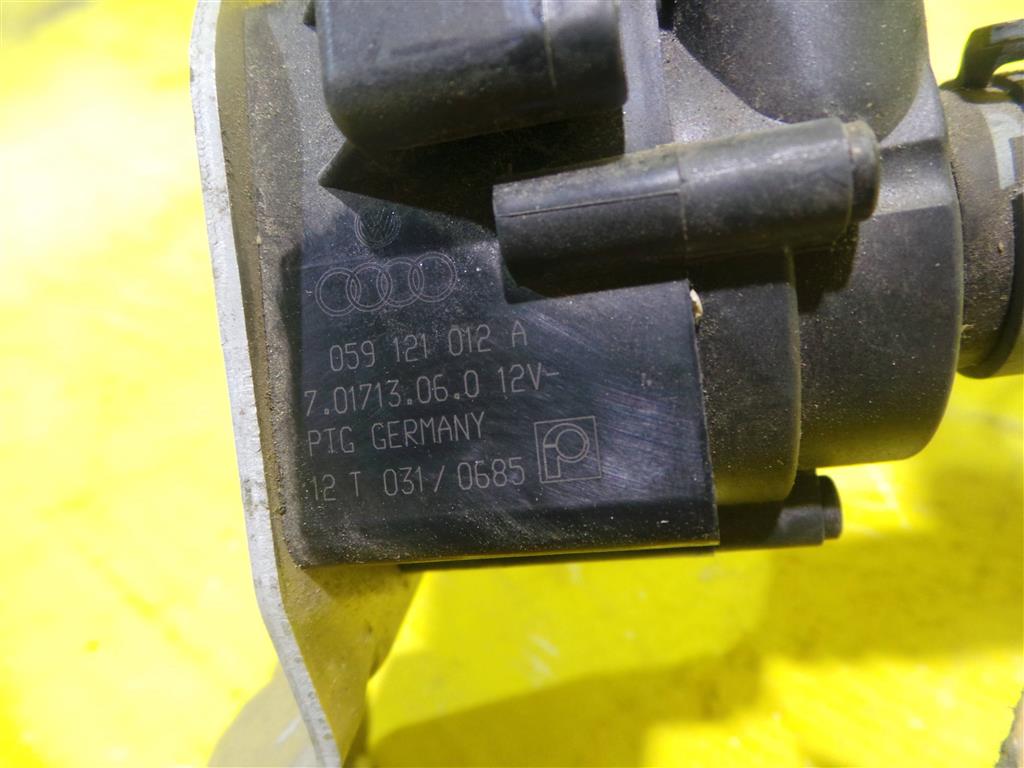 059 121 012 A
7.01713.06.0 12V-
PTG GERMANY
12 T 031/0685